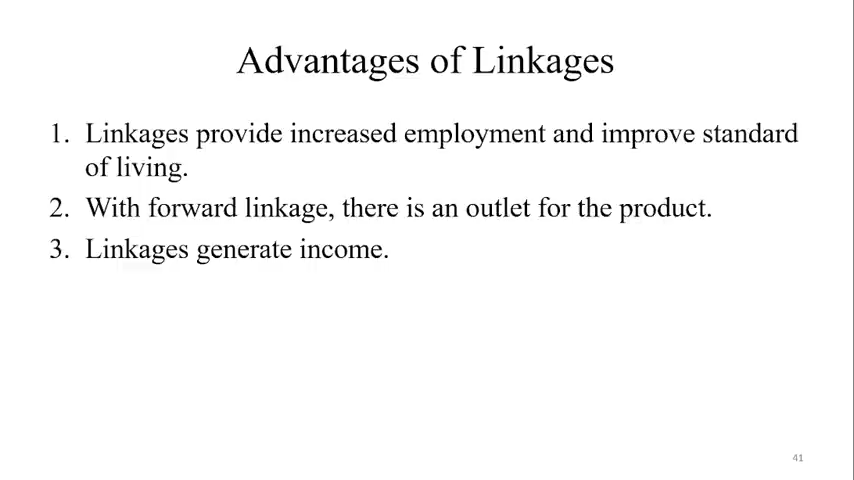 Advantages of Linkages
1. Linkages provide increased employment and improve standard
of living.
2. With forward linkage, there is an outlet for the product.
3. Linkages generate income.
41